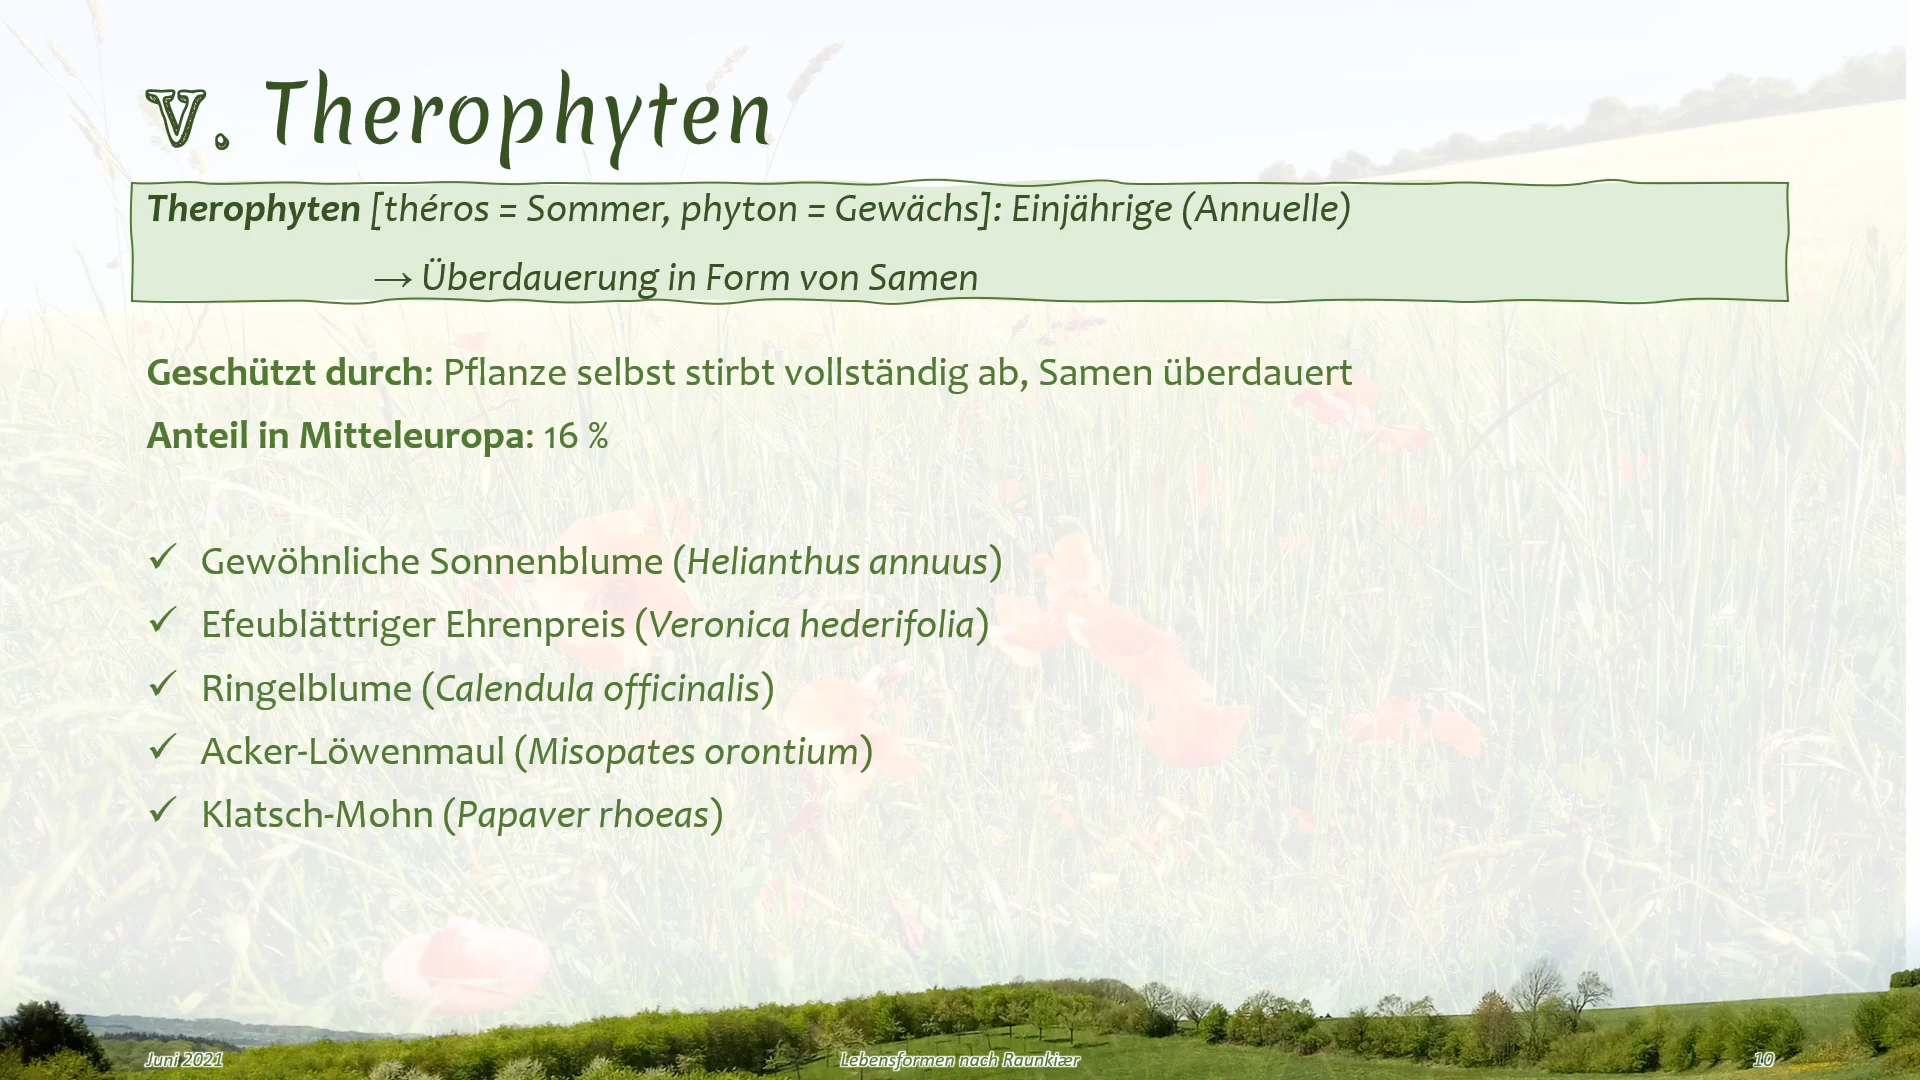 V. Therophyten
Therophyten [théros = Sommer, phyton = Gewächs]: Einjährige (Annuelle)
→ Überdauerung in Form von Samen
Geschützt durch: Pflanze selbst stirbt vollständig ab, Samen überdauert
Anteil in Mitteleuropa: 16 %
✓ Gewöhnliche Sonnenblume (Helianthus annuus)
✓ Efeublättriger Ehrenpreis (Veronica hederifolia)
✓ Ringelblume (Calendula officinalis)
✓ Acker-Löwenmaul (Misopates orontium)
✓ Klatsch-Mohn (Papaver rhoeas)
Juni 2021
Lebensformen nach Raunkiær
10